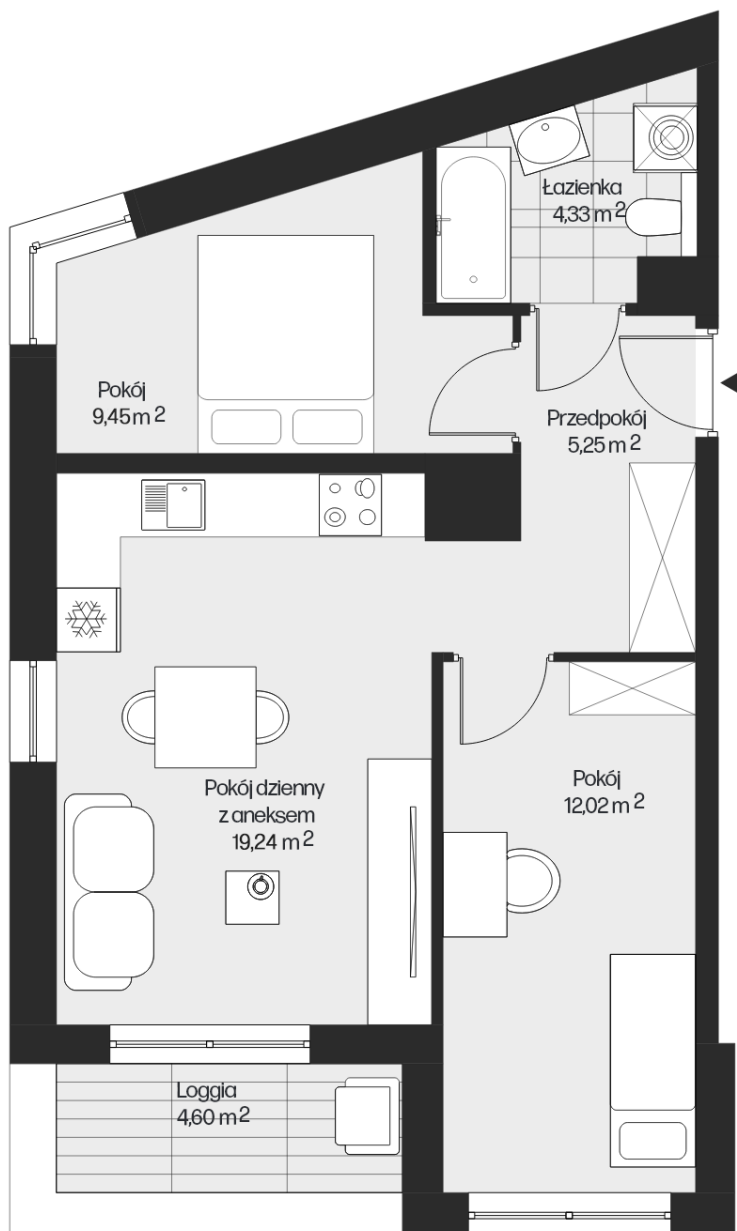 Łazienka
4,33 m²
Pokój
9,45 m²
Przedpokój
5,25 m²
Pokój dzienny
z aneksem
19,24 m²
Pokój
12,02 m²
Loggia
4,60 m²